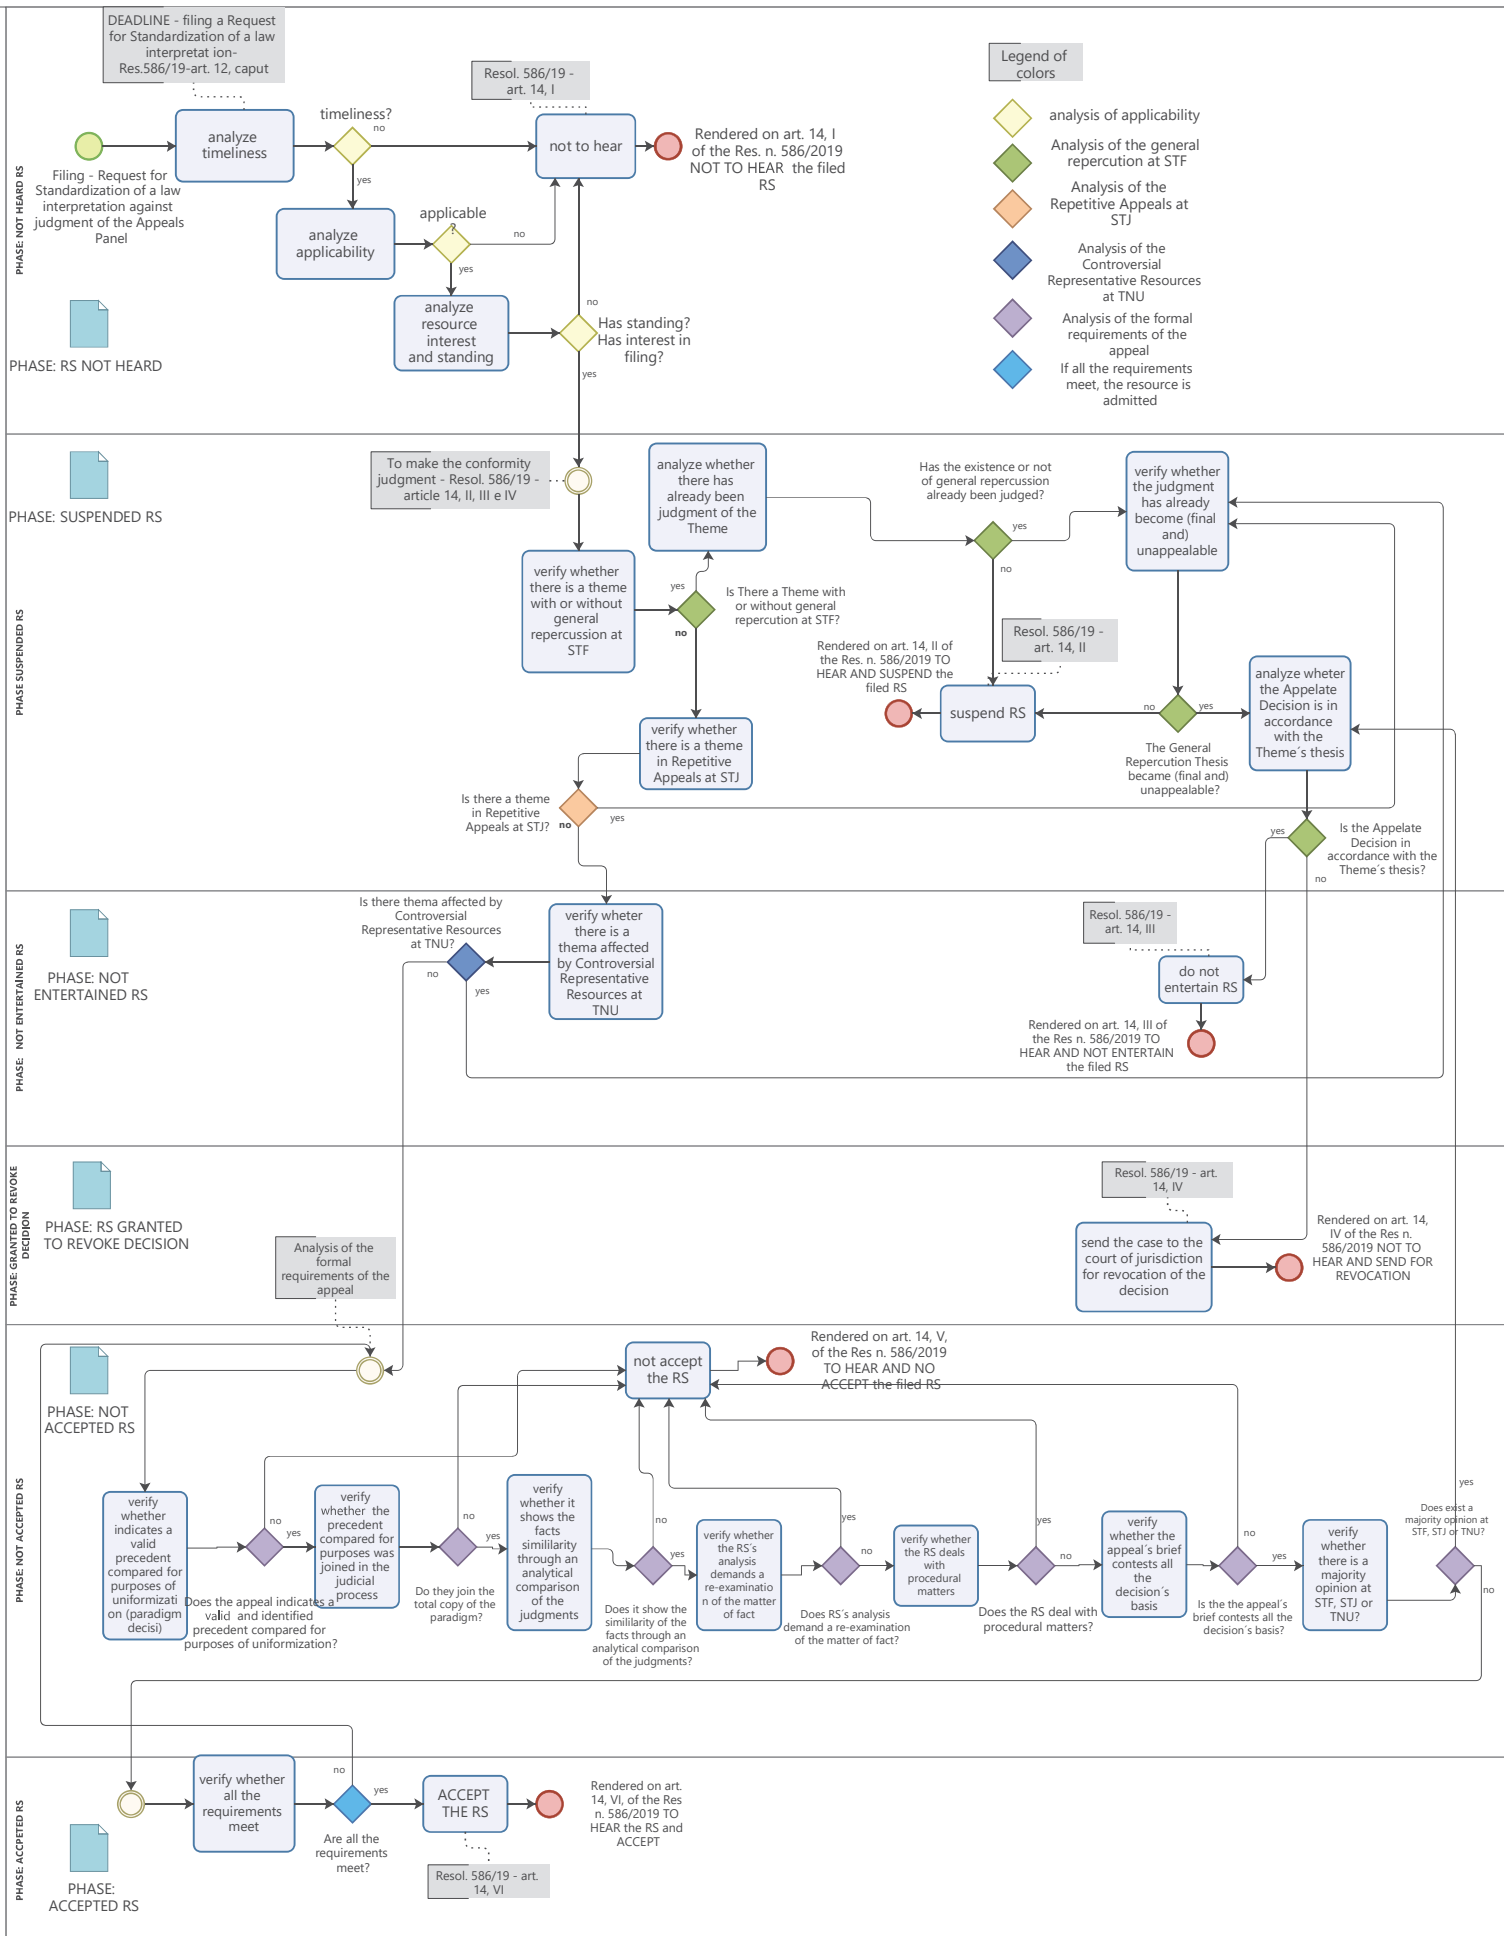 PHASE: NOT HEARD RS
DEADLINE - filing a Request
for Standardization of a law
interpretat ion-
Res.586/19-art. 12, caput
Filing - Request for
Standardization of a law
interpretation against
judgment of the Appeals
Panel
analyze
timeliness
timeliness?
no
yes
Resol. 586/19 -
art. 14, I
not to hear
Rendered on art. 14, I
of the Res. n. 586/2019
NOT TO HEAR the filed
RS
analyze
applicability
applicable
?
no
yes
analyze
resource
interest
and standing
no
Has standing?
Has interest in
filing?
yes
PHASE: RS NOT HEARD
Legend of
colors
analysis of applicability
Analysis of the general
repercution at STF
Analysis of the
Repetitive Appeals at
STJ
Analysis of the
Controversial
Representative Resources
at TNU
Analysis of the formal
requirements of the
appeal
If all the requirements
meet, the resource is
admitted
PHASE SUSPENDED RS
PHASE: SUSPENDED RS
To make the conformity
judgment - Resol. 586/19 -
article 14, II, III e IV
verify whether
there is a theme
with or without
general
repercussion at
STF
analyze whether
there has
already been
judgment of the
Theme
yes
no
Is There a Theme with
or without general
repercution at STF?
Has the existence or not
of general repercussion
already been judged?
yes
no
verify whether
the judgment
has already
become (final
and)
unappealable
Resol. 586/19 -
art. 14, II
Rendered on art. 14, II of
the Res. n. 586/2019 TO
HEAR AND SUSPEND the
filed RS
suspend RS
no
yes
The General
Repercution Thesis
became (final and)
unappealable?
analyze wheter
the Appelate
Decision is in
accordance
with the
Theme´s thesis
verify whether
there is a theme
in Repetitive
Appeals at STJ
Is there a theme
in Repetitive
Appeals at STJ?
no
yes
yes
Is the Appelate
Decision in
accordance with the
Theme´s thesis?
no
PHASE: NOT ENTERTAINED RS
PHASE: NOT
ENTERTAINED RS
Is there thema affected by
Controversial
Representative Resources
at TNU?
no
yes
verify wheter
there is a
thema affected
by Controversial
Representative
Resources at
TNU
Resol. 586/19 -
art. 14, III
do not
entertain RS
Rendered on art. 14, III of
the Res n. 586/2019 TO
HEAR AND NOT ENTERTAIN
the filed RS
PHASE: GRANTED TO REVOKE
DECIDION
PHASE: RS GRANTED
TO REVOKE DECISION
Analysis of the
formal
requirements of the
appeal
Resol. 586/19 - art.
14, IV
send the case to the
court of jurisdiction
for revocation of the
decision
Rendered on art. 14,
IV of the Res n.
586/2019 NOT TO
HEAR AND SEND FOR
REVOCATION
PHASE: NOT ACCEPTED RS
PHASE: NOT
ACCEPTED RS
not accept
the RS
Rendered on art. 14, V,
of the Res n. 586/2019
TO HEAR AND NO
ACCEPT the filed RS
verify
whether
indicates a
valid
precedent
compared for
purposes of
uniformizati
on (paradigm
decisi)
no
yes
Does the appeal indicates a
valid and identified
precedent compared for
purposes of uniformization?
verify
whether the
precedent
compared for
purposes was
joined in the
judicial
process
no
yes
Do they join the
total copy of the
paradigm?
verify
whether it
shows the
facts
simililarity
through an
analytical
comparison
of the
judgments
no
yes
Does it show the
simililarity of the
facts through an
analytical comparison
of the judgments?
verify whether
the RS´s
analysis
demands a
re-examinatio
n of the matter
of fact
yes
no
Does RS´s analysis
demand a re-examination
of the matter of fact?
verify whether
the RS deals
with
procedural
matters
yes
no
Does the RS deal with
procedural matters?
verify
whether the
appeal´s brief
contests all
the
decision´s
basis
no
yes
Is the the appeal´s
brief contests all the
decision´s basis?
verify
whether
there is a
majority
opinion at
STF, STJ or
TNU?
yes
Does exist a
majority opinion at
STF, STJ or TNU?
no
PHASE: ACCPETED RS
verify whether
all the
requirements
meet
no
yes
Are all the
requirements
meet?
ACCEPT
THE RS
Rendered on art.
14, VI, of the Res
n. 586/2019 TO
HEAR the RS and
ACCEPT
Resol. 586/19 - art.
14, VI
PHASE:
ACCEPTED RS